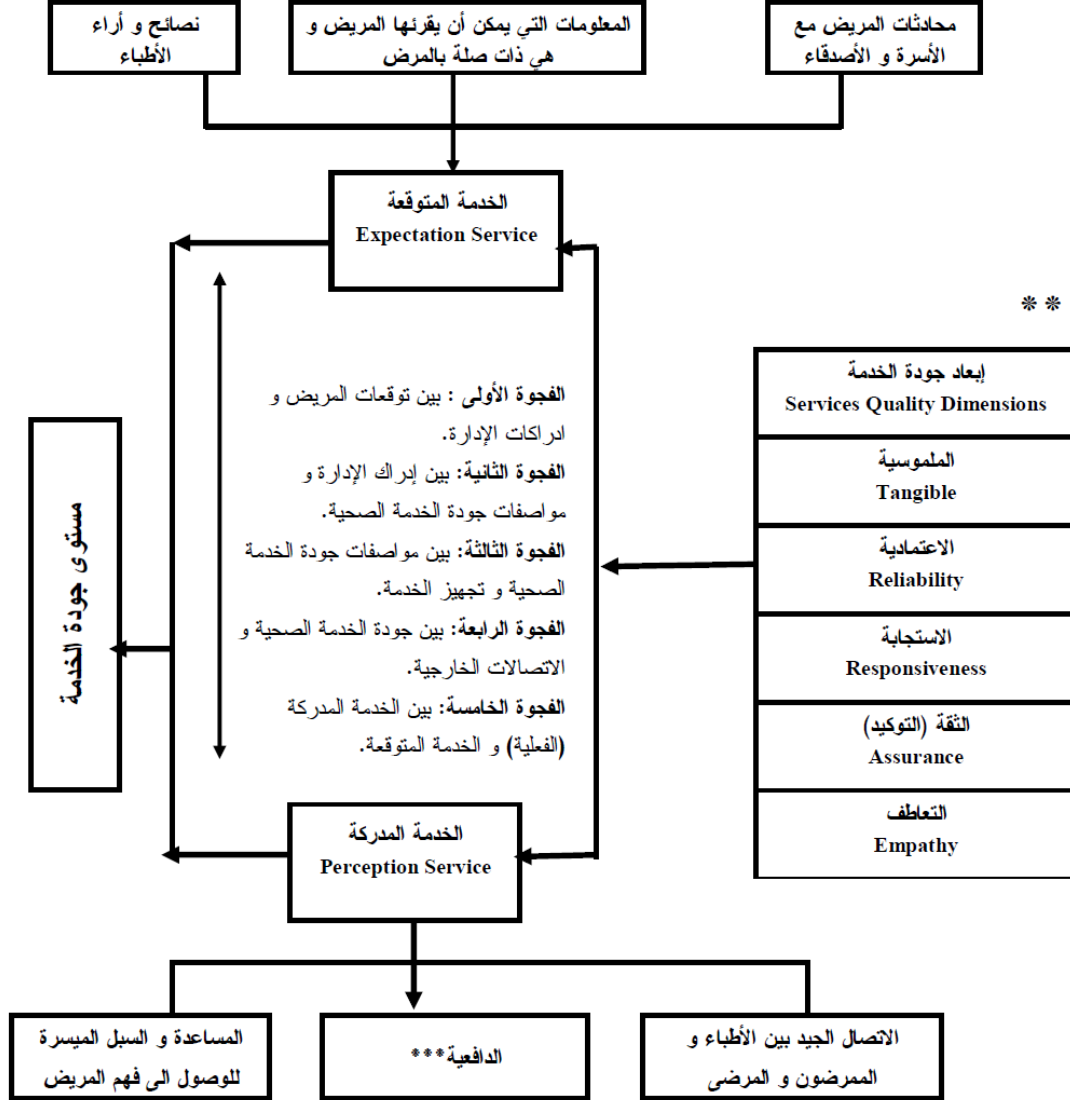 محادثات المريض مع
الأسرة و الأصدقاء
المعلومات التي يمكن أن يقرئها المريض و
هي ذات صلة بالمرض
نصائح و أراء
الأطباء
الخدمة المتوقعة
Expectation Service
**
إبعاد جودة الخدمة
Services Quality Dimensions
الملموسية
Tangible
الاعتمادية
Reliability
الاستجابة
Responsiveness
الثقة (التوكيد)
Assurance
التعاطف
Empathy
الفجوة الأولى : بين توقعات المريض و
ادراكات الإدارة.
الفجوة الثانية: بين إدراك الإدارة و
مواصفات جودة الخدمة الصحية.
الفجوة الثالثة: بين مواصفات جودة الخدمة
الصحية و تجهيز الخدمة.
الفجوة الرابعة: بين جودة الخدمة الصحية و
الاتصالات الخارجية.
الفجوة الخامسة: بين الخدمة المدركة
(الفعلية) و الخدمة المتوقعة.
مستوى جودة الخدمة
الخدمة المدركة
Perception Service
الاتصال الجيد بين الأطباء و
الممرضون و المرضى
الدافعية***
المساعدة و السبل الميسرة
للوصول الى فهم المريض